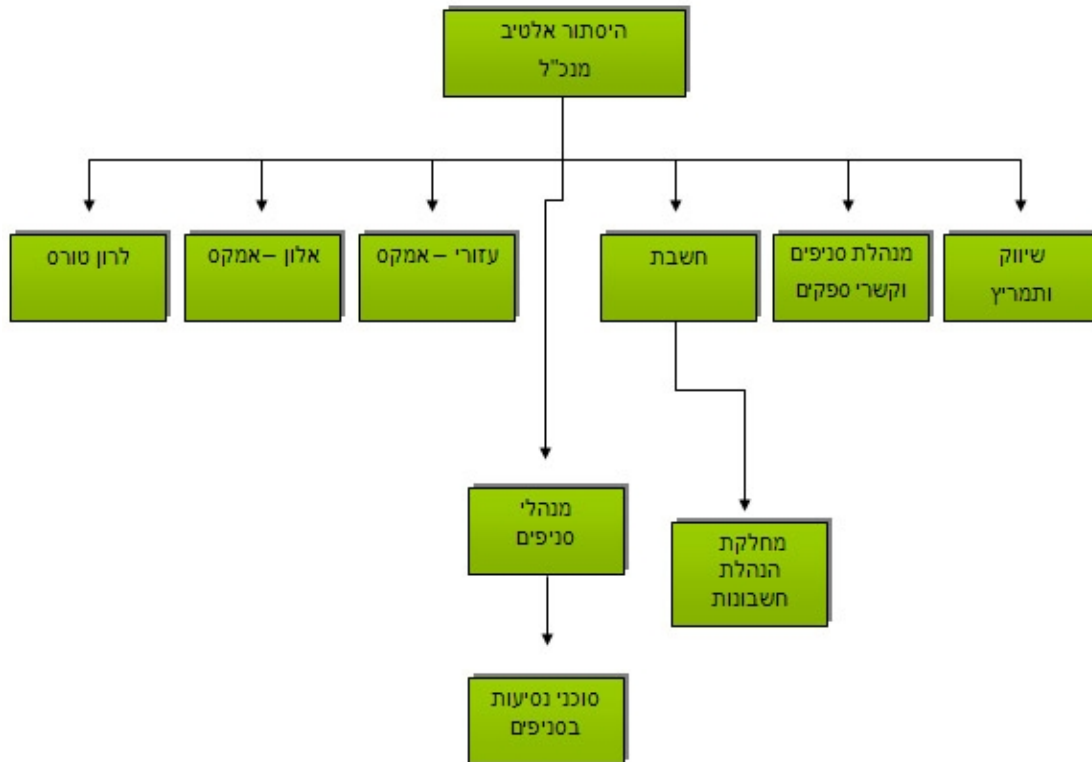 היסתור אלטיב
מנכ"ל
שיווק
ותמריץ
מנהלת סניפים
וקשרי ספקים
חשבת
עזורי – אמקס
אלון – אמקס
לרון טורס
מנהלי
סניפים
מחלקת
הנהלת
חשבונות
סוכני נסיעות
בסניפים